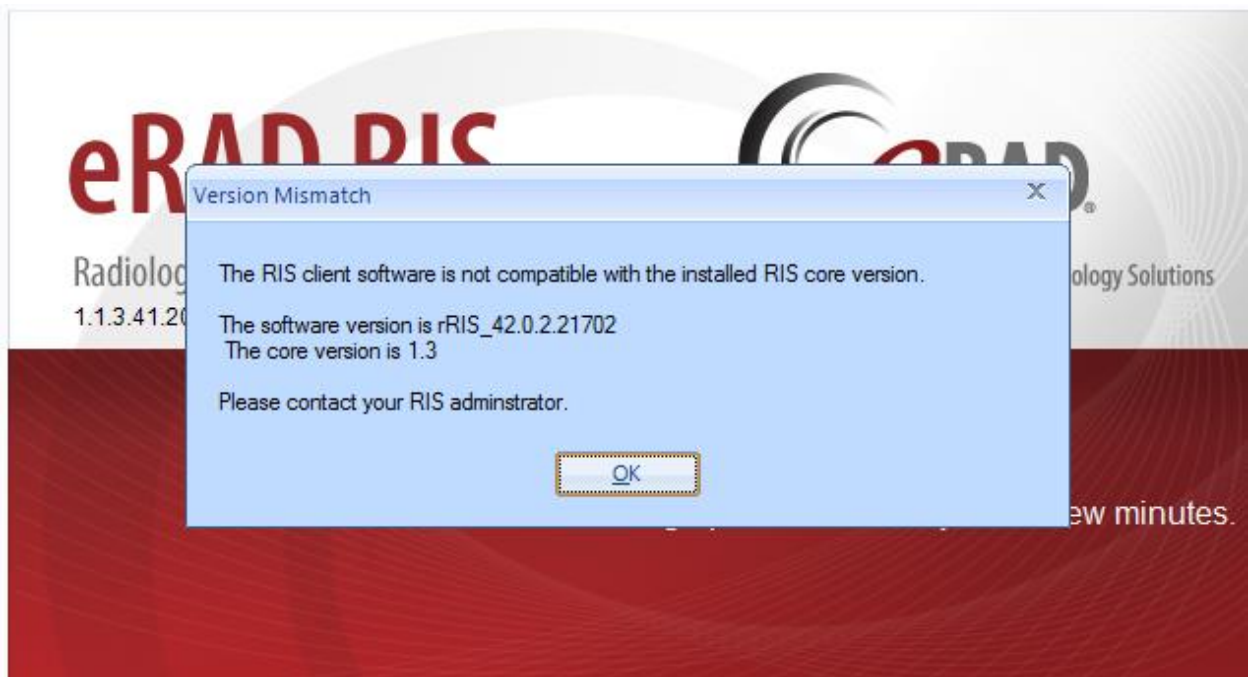 eRAD RIS
eRAD®
Version Mismatch X
Radiolog
ology Solutions
The RIS client software is not compatible with the installed RIS core version.
1.1.3.41.20
The software version is rRIS_42.0.2.21702
The core version is 1.3
Please contact your RIS adminstrator.
OK
ew minutes.